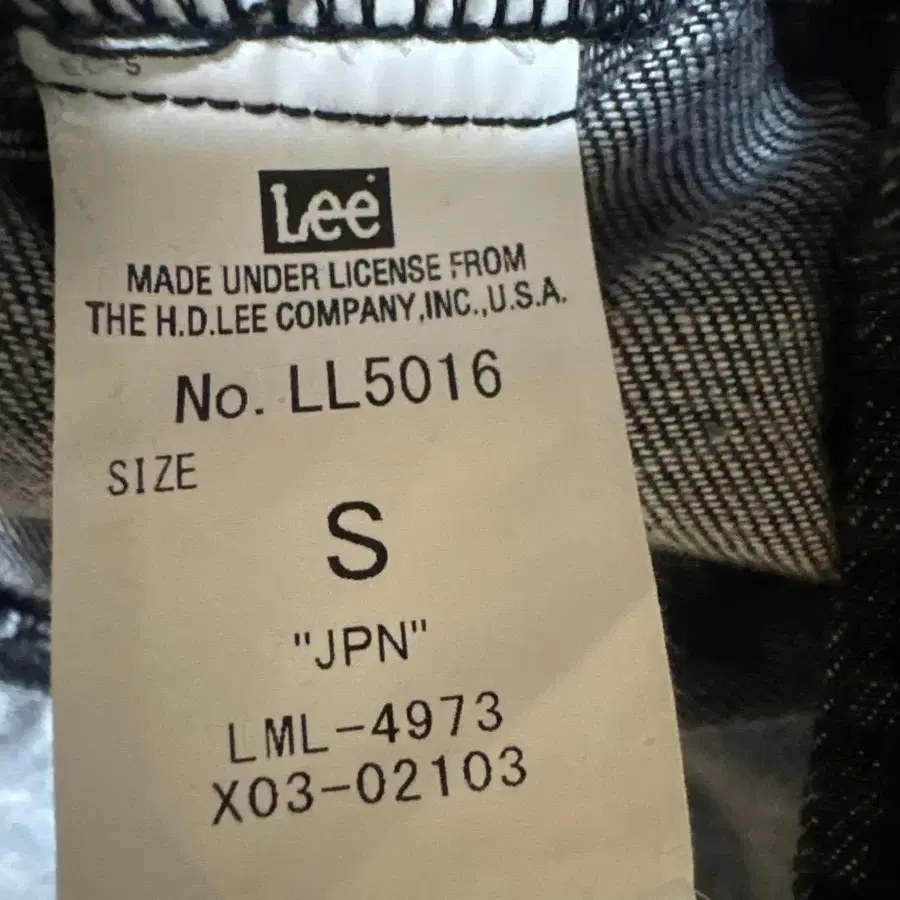 Lee
MADE UNDER LICENSE FROM
THE H.D.LEE COMPANY,INC.,U.S.A.
No. LL5016
SIZE
S
"JPN"
LML-4973
X03-02103